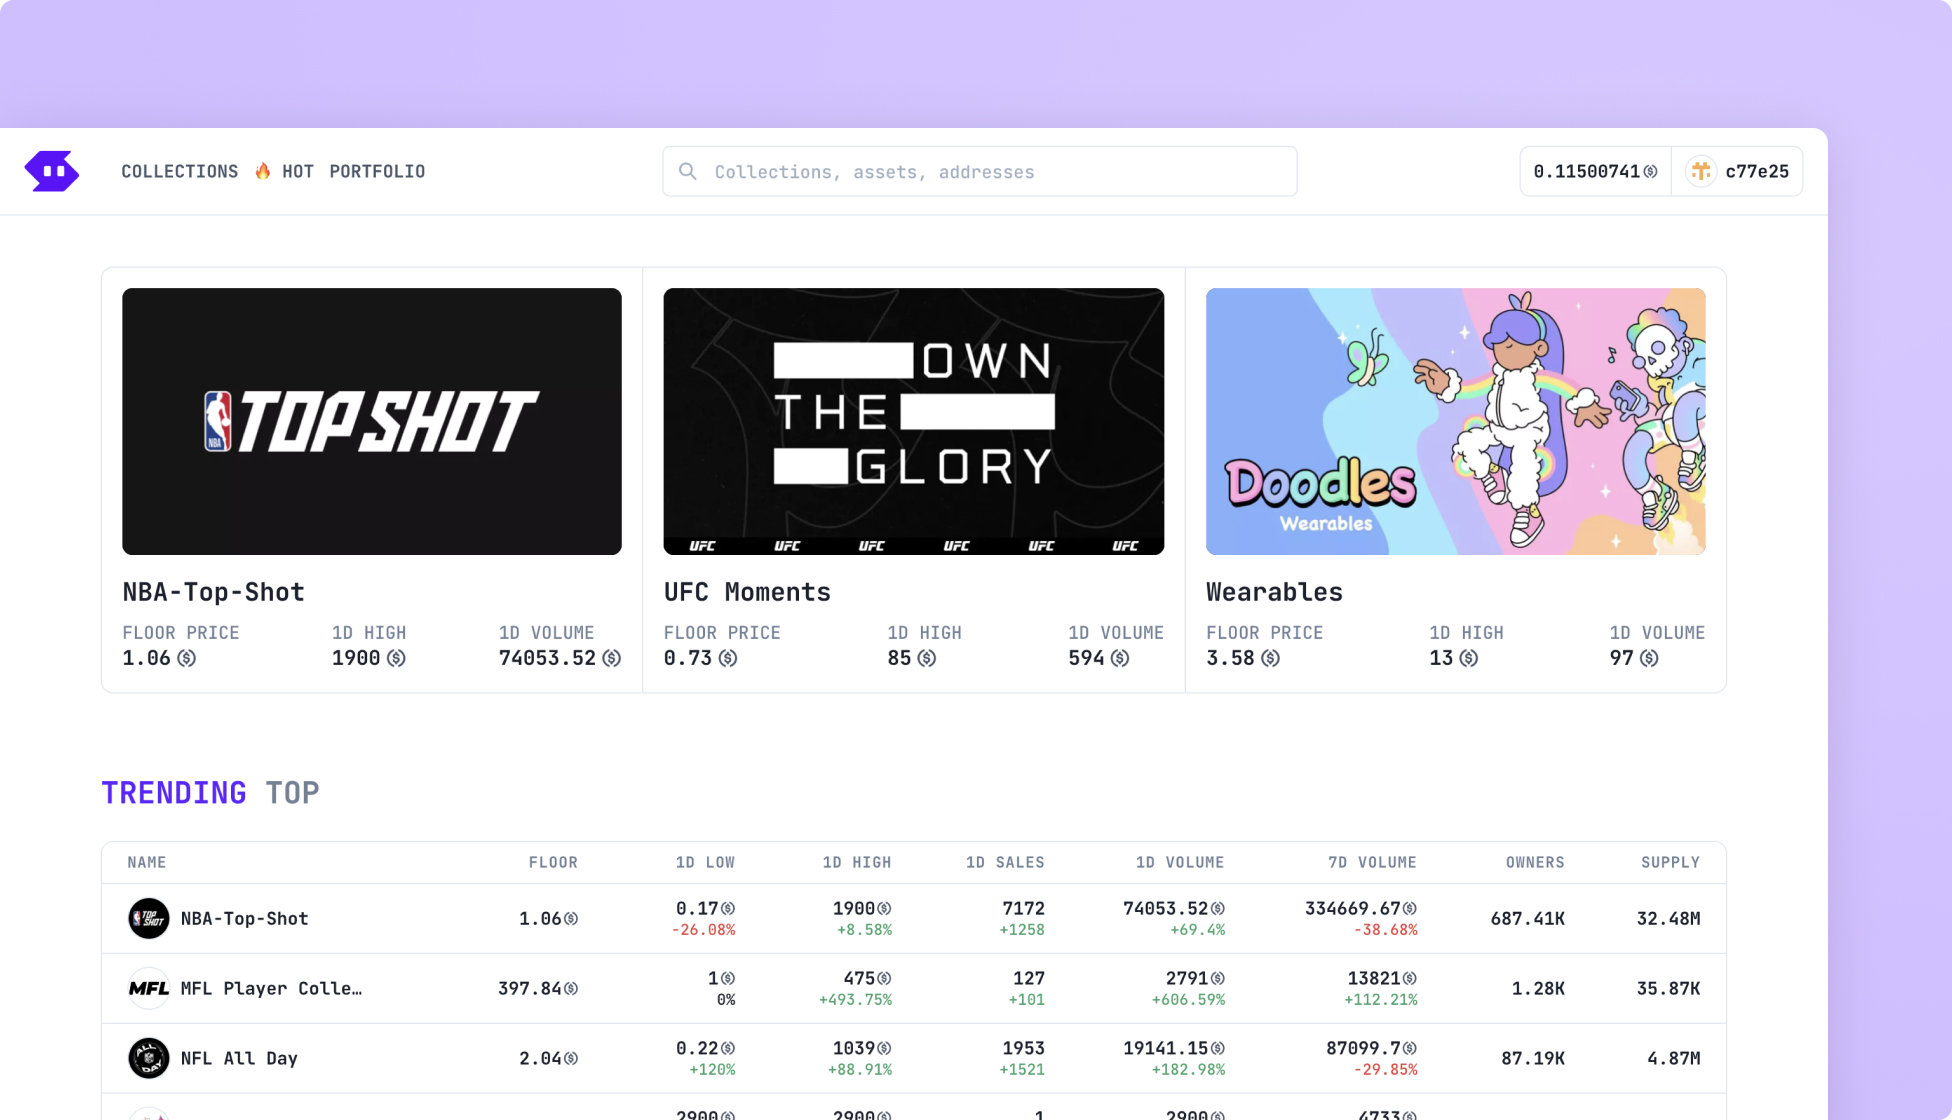 COLLECTIONS 🔥 HOT PORTFOLIO
Collections, assets, addresses
0.11500741
c77e25
NBA TOP SHOT
OWN
THE
GLORY
UFC UFC UFC UFC UFC UFC
Doodles
Wearables
NBA-Top-Shot
FLOOR PRICE 1D HIGH 1D VOLUME
1.06 1900 74053.52
UFC Moments
FLOOR PRICE 1D HIGH 1D VOLUME
0.73 85 594
Wearables
FLOOR PRICE 1D HIGH 1D VOLUME
3.58 13 97
TRENDING TOP
NAME FLOOR 1D LOW 1D HIGH 1D SALES 1D VOLUME 7D VOLUME OWNERS SUPPLY
TOP SHOT NBA-Top-Shot 1.06 0.17 1900 7172 74053.52 334669.67 687.41K 32.48M
-26.08% +8.58% +1258 +69.4% -38.68%
MFL MFL Player Colle… 397.84 1 475 127 2791 13821 1.28K 35.87K
0% +493.75% +101 +606.59% +112.21%
ALL DAY NFL All Day 2.04 0.22 1039 1953 19141.15 87099.7 87.19K 4.87M
+120% +88.91% +1521 +182.98% -29.85%
2900 2900 1 2900 4733